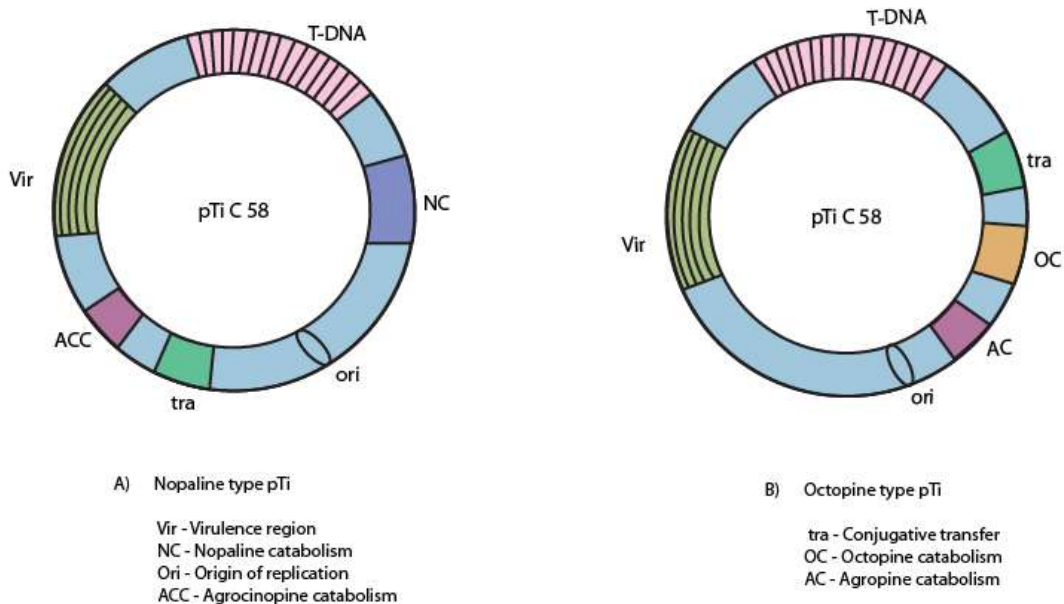 T-DNA
Vir
pTi C 58
NC
ACC
tra
ori
A) Nopaline type pTi
Vir - Virulence region
NC - Nopaline catabolism
Ori - Origin of replication
ACC - Agrocinopine catabolism
T-DNA
tra
pTi C 58
Vir
OC
AC
ori
B) Octopine type pTi
tra - Conjugative transfer
OC - Octopine catabolism
AC - Agropine catabolism